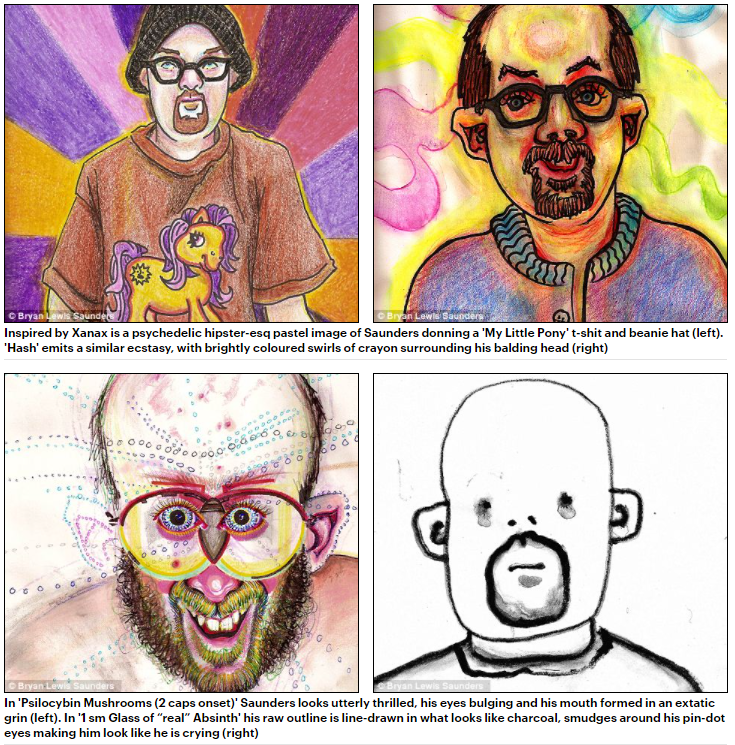 © Bryan Lewis Saunders
© Bryan Lewis Saunders
Inspired by Xanax is a psychedelic hipster-esq pastel image of Saunders donning a 'My Little Pony' t-shit and beanie hat (left).
'Hash' emits a similar ecstasy, with brightly coloured swirls of crayon surrounding his balding head (right)
© Bryan Lewis Saunders
© Bryan Lewis Saunders
In 'Psilocybin Mushrooms (2 caps onset)' Saunders looks utterly thrilled, his eyes bulging and his mouth formed in an extatic
grin (left). In '1 sm Glass of “real” Absinth' his raw outline is line-drawn in what looks like charcoal, smudges around his pin-dot
eyes making him look like he is crying (right)